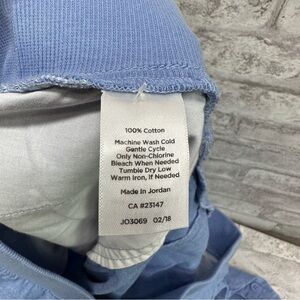 100% Cotton
Machine Wash Cold
Gentle Cycle
Only Non-Chlorine
Bleach When Needed
Tumble Dry Low
Warm Iron, If Needed
Made In Jordan
CA #23147
JO3069 02/18